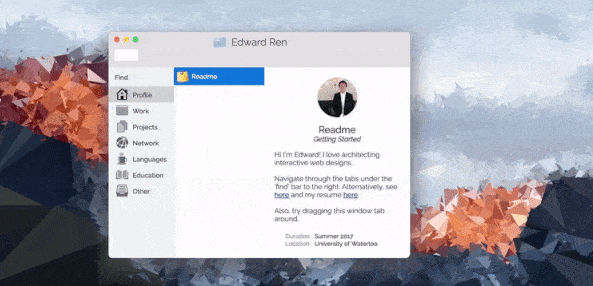 Edward Ren
Find
Profile
Work
Projects
Network
Languages
Education
Other
Readme
Readme
Getting Started
Hi I'm Edward! I love architecting
interactive web designs.
Navigate through the tabs under the
'find' bar to the right. Alternatively, see
here and my resume here.
Also, try dragging this window tab
around.
Duration Summer 2017
Location University of Waterloo